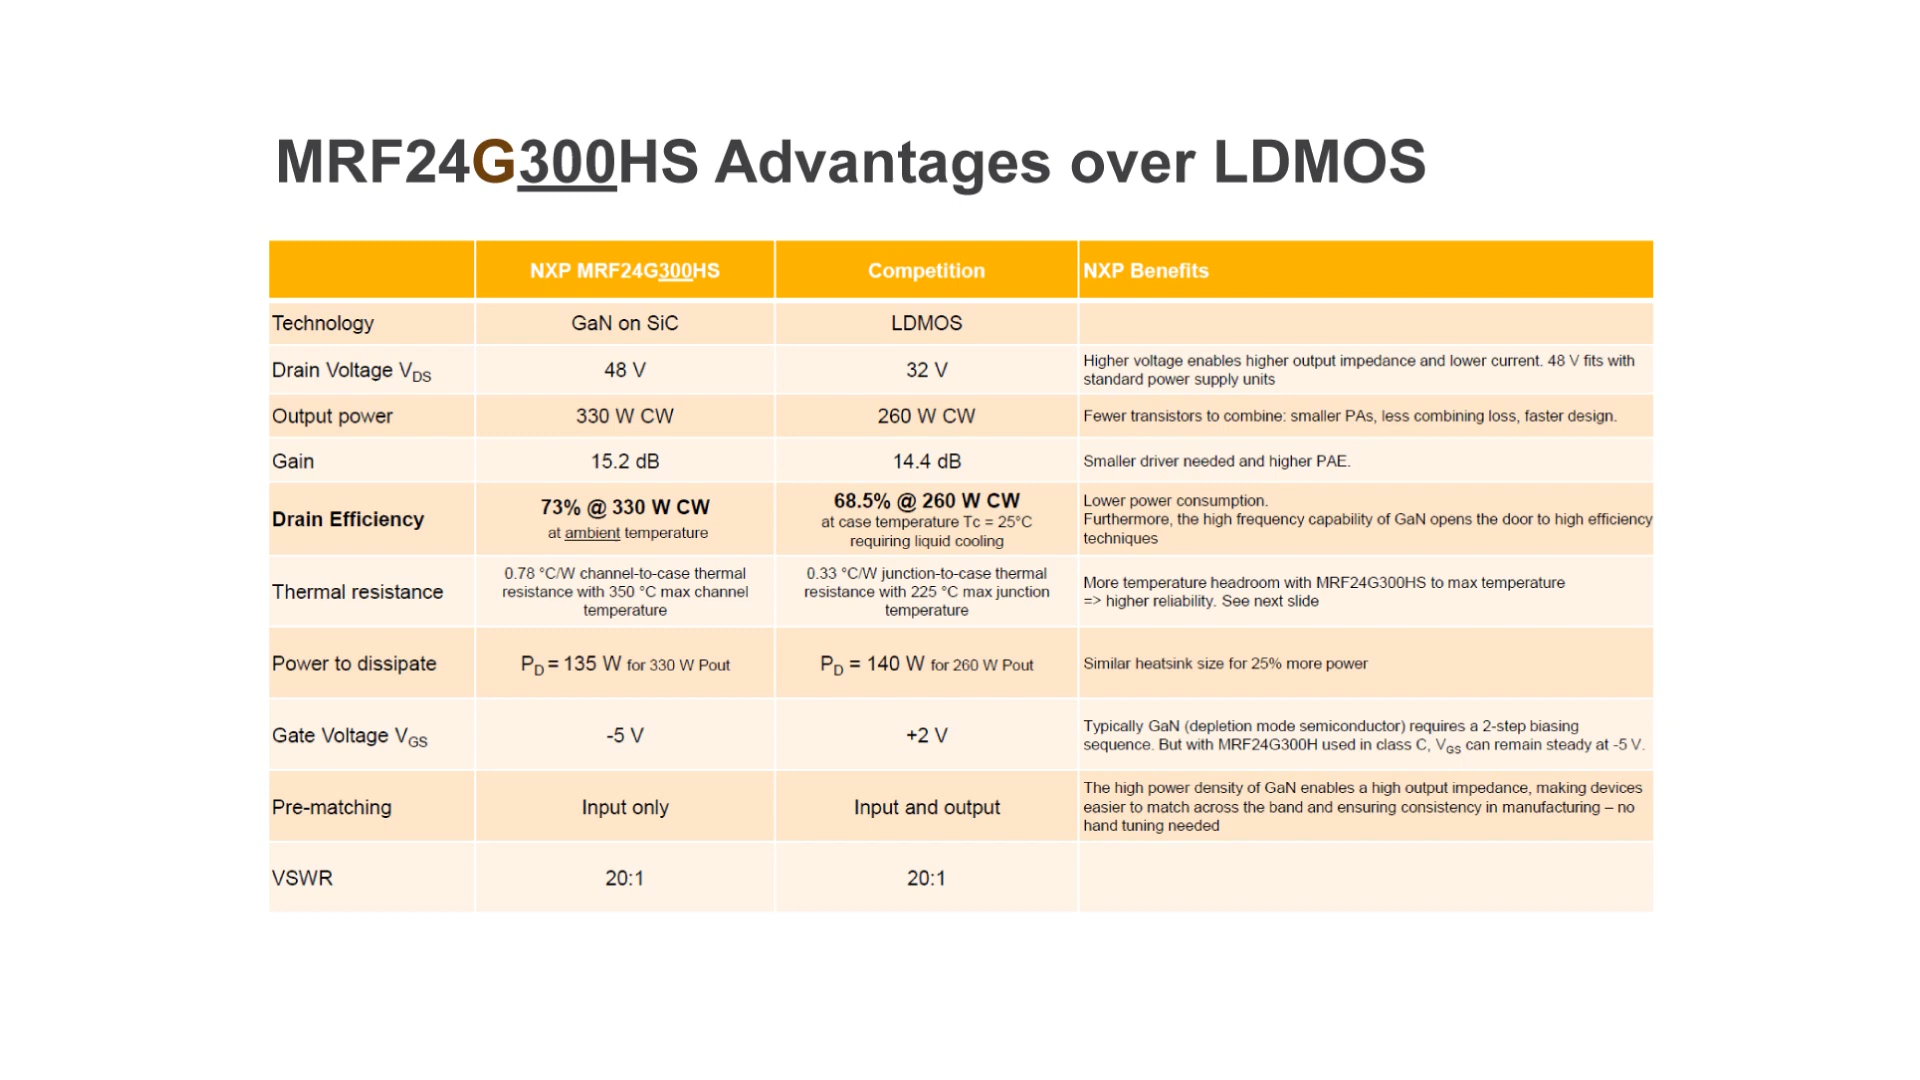 MRF24G300HS Advantages over LDMOS
NXP MRF24G300HS
Competition
NXP Benefits
Technology
GaN on SiC
LDMOS
Drain Voltage VDS
48 V
32 V
Higher voltage enables higher output impedance and lower current. 48 V fits with
standard power supply units
Output power
330 W CW
260 W CW
Fewer transistors to combine: smaller PAs, less combining loss, faster design.
Gain
15.2 dB
14.4 dB
Smaller driver needed and higher PAE.
Drain Efficiency
73% @ 330 W CW
at ambient temperature
68.5% @ 260 W CW
at case temperature Tc = 25°C
requiring liquid cooling
Lower power consumption.
Furthermore, the high frequency capability of GaN opens the door to high efficiency
techniques
Thermal resistance
0.78 °C/W channel-to-case thermal
resistance with 350 °C max channel
temperature
0.33 °C/W junction-to-case thermal
resistance with 225 °C max junction
temperature
More temperature headroom with MRF24G300HS to max temperature
=> higher reliability. See next slide
Power to dissipate
PD = 135 W for 330 W Pout
PD = 140 W for 260 W Pout
Similar heatsink size for 25% more power
Gate Voltage VGS
-5 V
+2 V
Typically GaN (depletion mode semiconductor) requires a 2-step biasing
sequence. But with MRF24G300H used in class C, VGS can remain steady at -5 V.
Pre-matching
Input only
Input and output
The high power density of GaN enables a high output impedance, making devices
easier to match across the band and ensuring consistency in manufacturing – no
hand tuning needed
VSWR
20:1
20:1